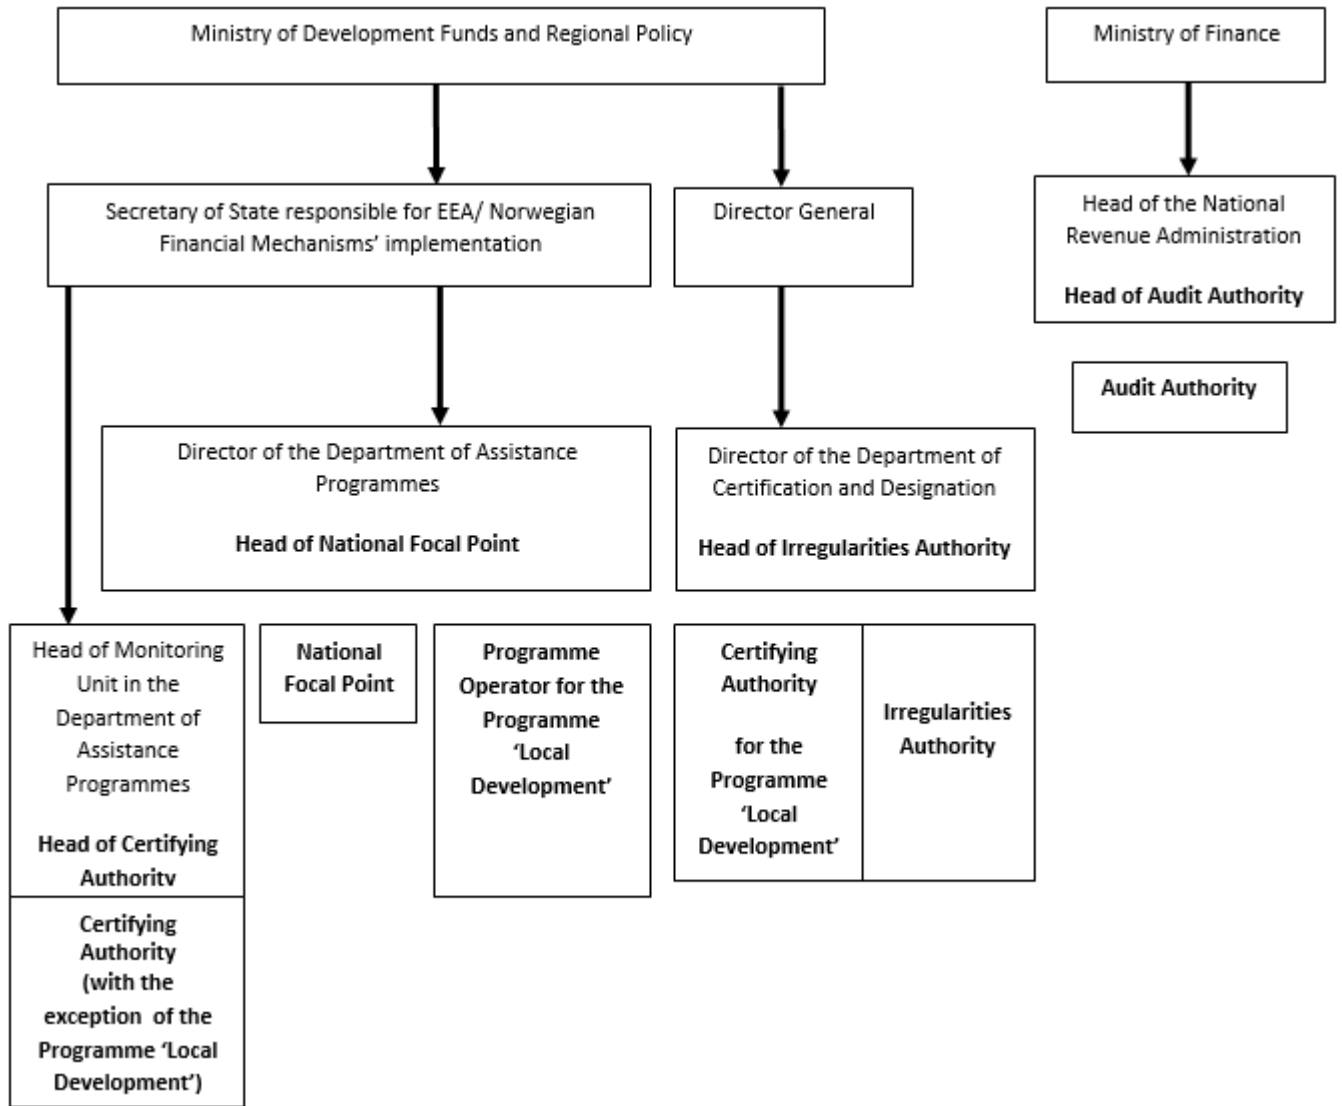 Ministry of Development Funds and Regional Policy
Ministry of Finance
Secretary of State responsible for EEA/ Norwegian
Financial Mechanisms’ implementation
Director General
Head of the National
Revenue Administration
Head of Audit Authority
Audit Authority
Director of the Department of Assistance
Programmes
Head of National Focal Point
Director of the Department of
Certification and Designation
Head of Irregularities Authority
Head of Monitoring
Unit in the
Department of
Assistance
Programmes
Head of Certifying
Authority
National
Focal Point
Programme
Operator for the
Programme
‘Local
Development’
Certifying
Authority
for the
Programme
‘Local
Development’
Irregularities
Authority
Certifying
Authority
(with the
exception of the
Programme ‘Local
Development’)